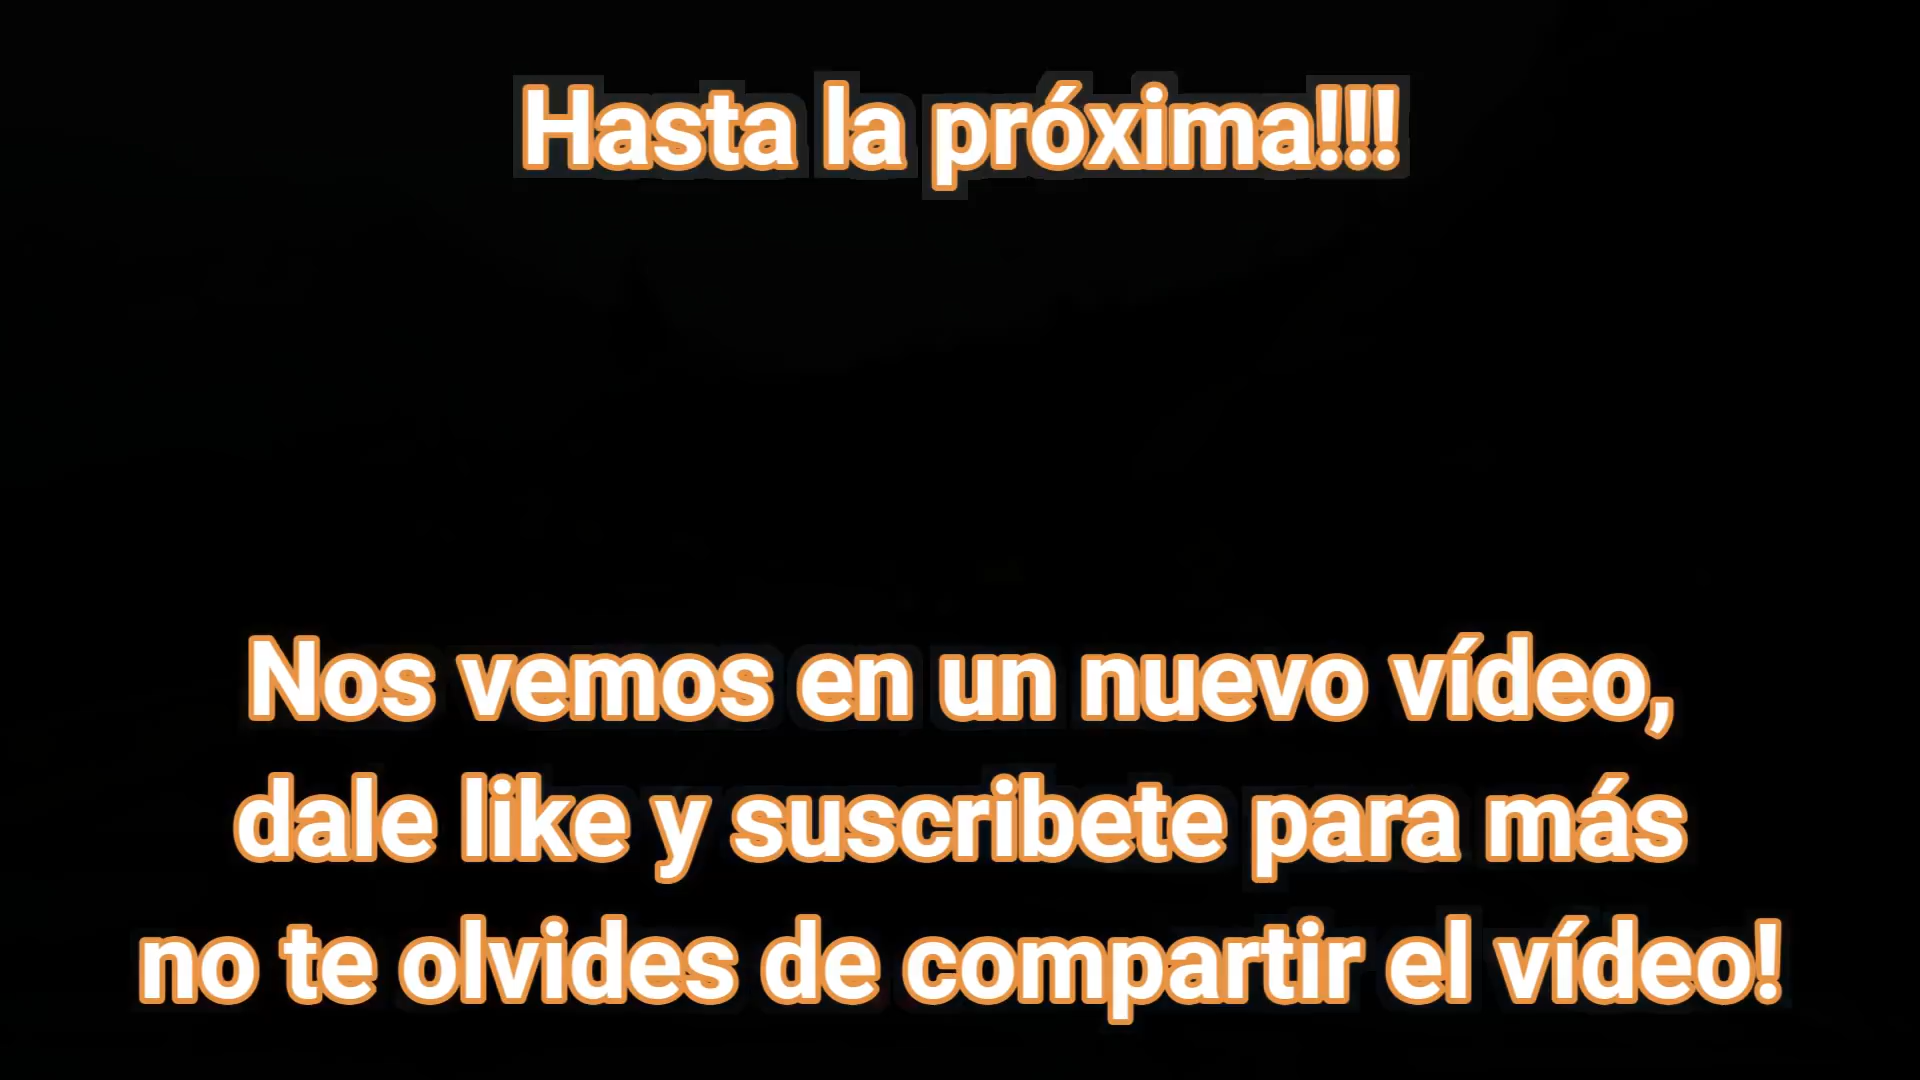 Hasta la próxima!!!
Nos vemos en un nuevo vídeo,
dale like y suscribete para más
no te olvides de compartir el vídeo!